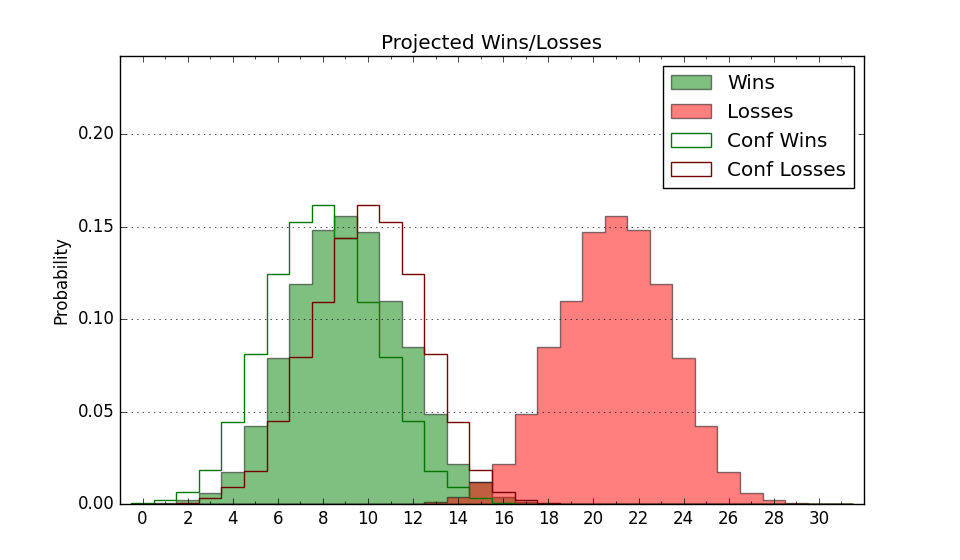 Projected Wins/Losses
Wins
Losses
Conf Wins
Conf Losses
Probability
0.20
0.15
0.10
0.05
0.00
0 2 4 6 8 10 12 14 16 18 20 22 24 26 28 30